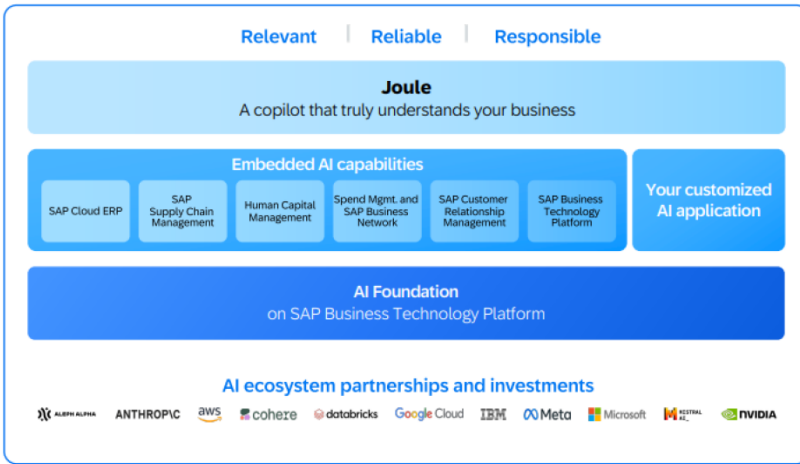 Relevant | Reliable | Responsible
Joule
A copilot that truly understands your business
Embedded AI capabilities
SAP Cloud ERP
SAP
Supply Chain
Management
Human Capital
Management
Spend Mgmt. and
SAP Business
Network
SAP Customer
Relationship
Management
SAP Business
Technology
Platform
Your customized
AI application
AI Foundation
on SAP Business Technology Platform
AI ecosystem partnerships and investments
ALEPH ALPHA ANTHROP\C aws cohere databricks Google Cloud IBM Meta Microsoft MISTRAL AI_ NVIDIA